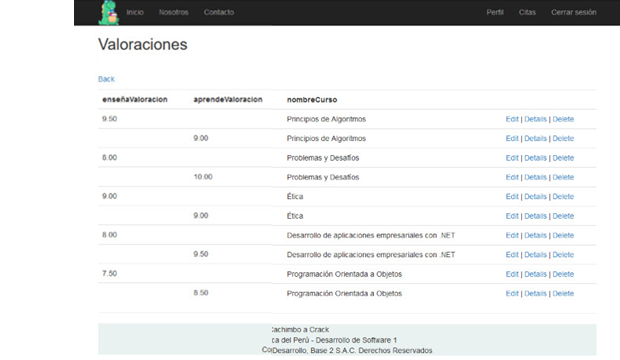 Inicio Nosotros Contacto Perfil Citas Cerrar sesión
Valoraciones
Back
enseñaValoracion aprendeValoracion nombreCurso
9.50 Principios de Algoritmos Edit | Details | Delete
9.00 Principios de Algoritmos Edit | Details | Delete
8.00 Problemas y Desafíos Edit | Details | Delete
10.00 Problemas y Desafíos Edit | Details | Delete
9.00 Ética Edit | Details | Delete
9.00 Ética Edit | Details | Delete
8.00 Desarrollo de aplicaciones empresariales con .NET Edit | Details | Delete
9.50 Desarrollo de aplicaciones empresariales con .NET Edit | Details | Delete
7.50 Programación Orientada a Objetos Edit | Details | Delete
8.50 Programación Orientada a Objetos Edit | Details | Delete
achimbo a Crack
ca del Perú - Desarrollo de Software 1
Desarrollo, Base 2 S.A.C. Derechos Reservados